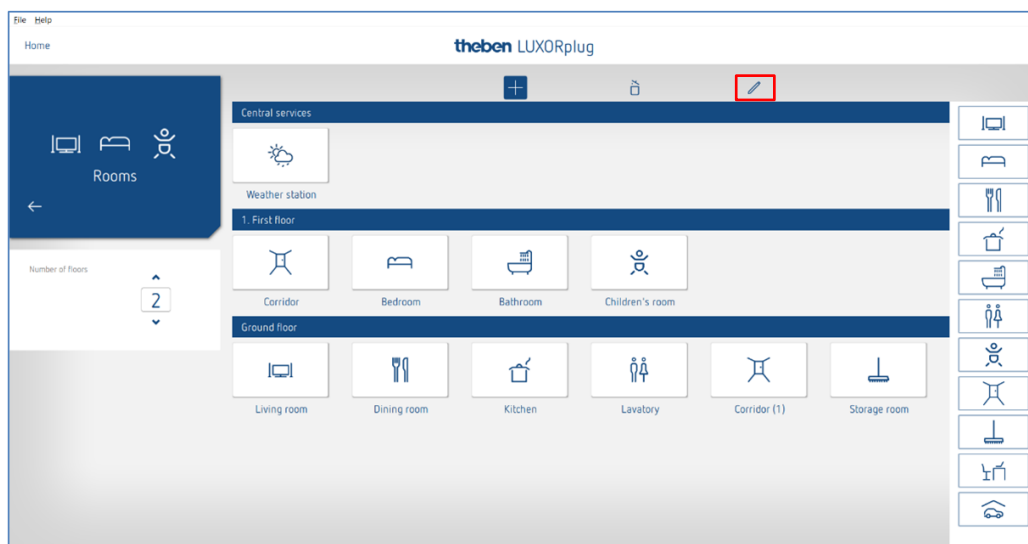 File Help
Home
theben LUXORplug
Rooms
Number of floors
2
Central services
Weather station
1. First floor
Corridor Bedroom Bathroom Children's room
Ground floor
Living room Dining room Kitchen Lavatory Corridor (1) Storage room